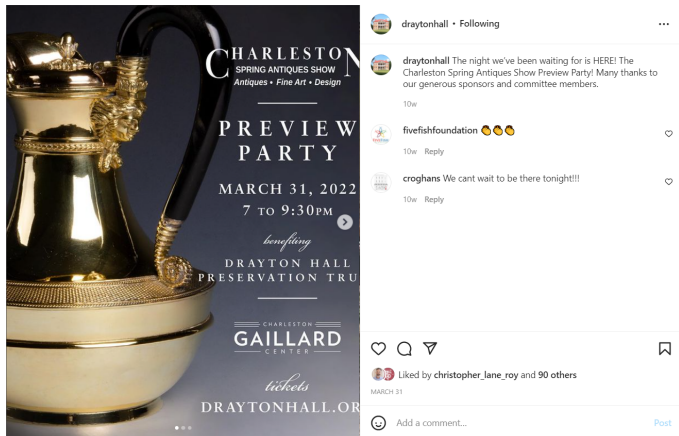 CHARLESTON
SPRING ANTIQUES SHOW
Antiques • Fine Art • Design
PREVIEW
PARTY
MARCH 31, 2022
7 TO 9:30PM
benefiting
DRAYTON HALL
PRESERVATION TRU
CHARLESTON
GAILLARD
CENTER
tickets
DRAYTONHALL.OR
draytonhall • Following
draytonhall The night we've been waiting for is HERE! The
Charleston Spring Antiques Show Preview Party! Many thanks to
our generous sponsors and committee members.
10w
fivefishfoundation 👏👏👏
10w Reply
croghans We cant wait to be there tonight!!!
10w Reply
Liked by christopher_lane_roy and 90 others
MARCH 31
Add a comment...
Post